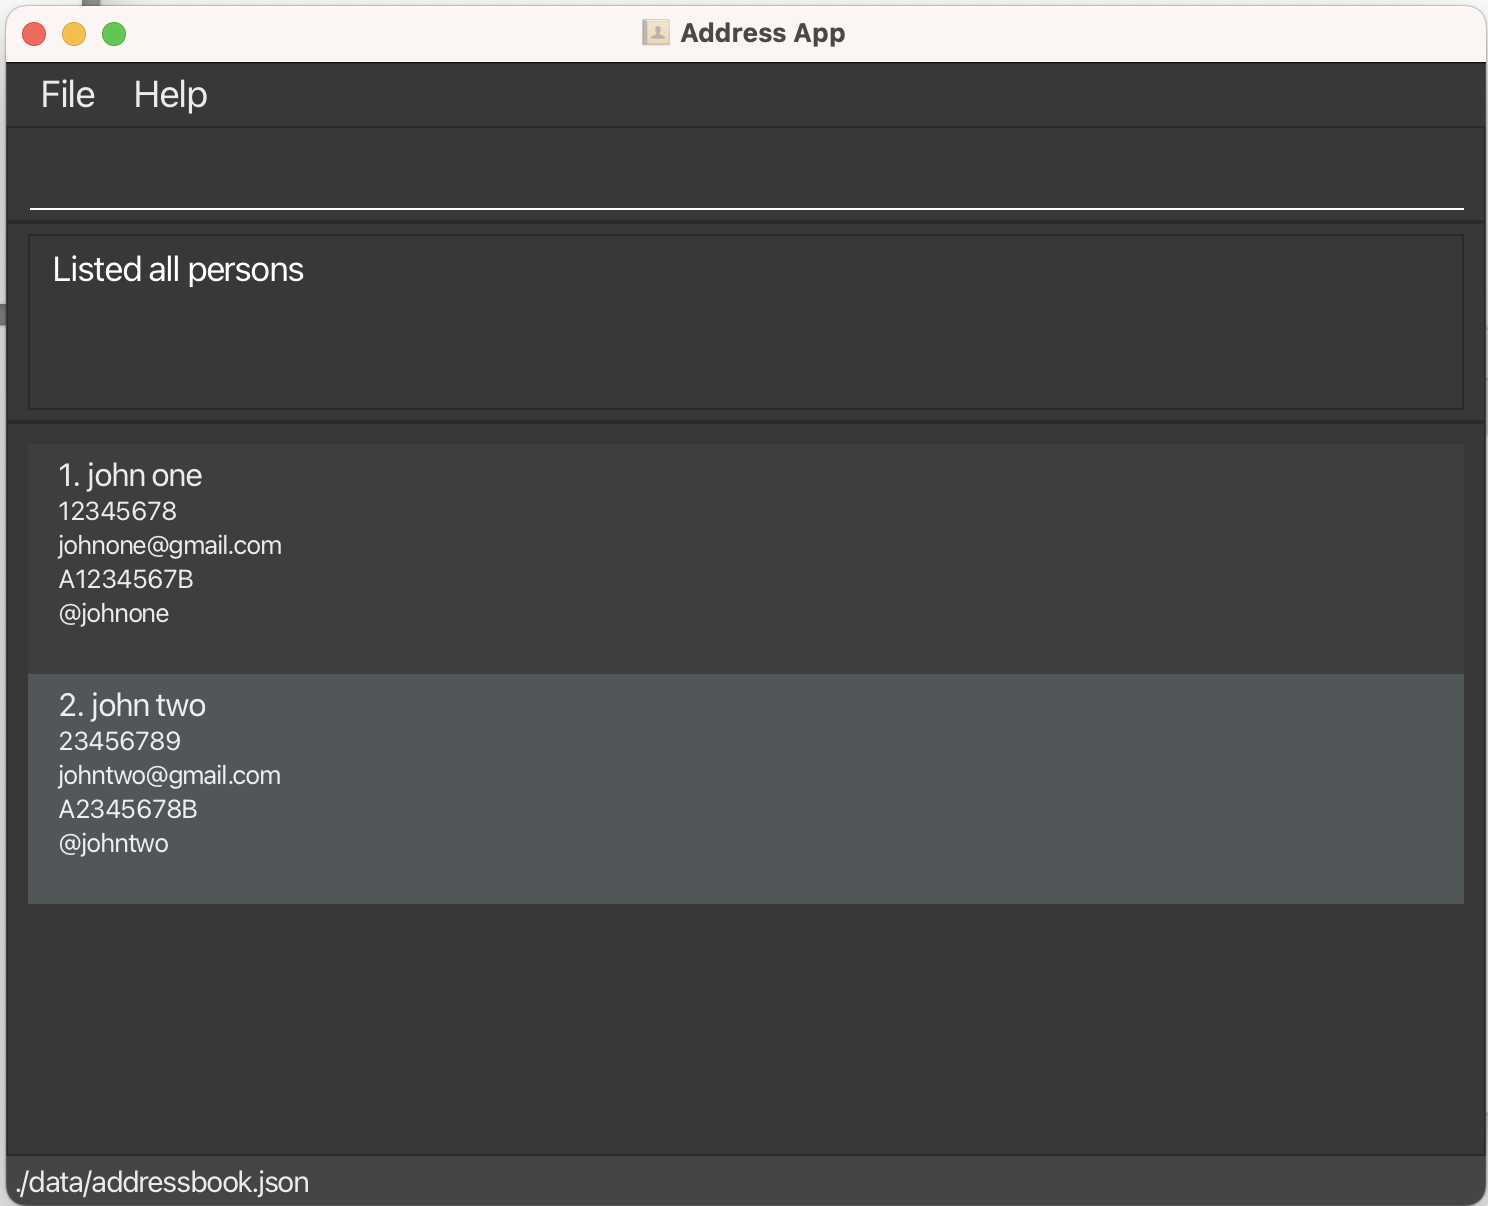 Address App
File Help
Listed all persons
1. john one
12345678
johnone@gmail.com
A1234567B
@johnone
2. john two
23456789
johntwo@gmail.com
A2345678B
@johntwo
./data/addressbook.json